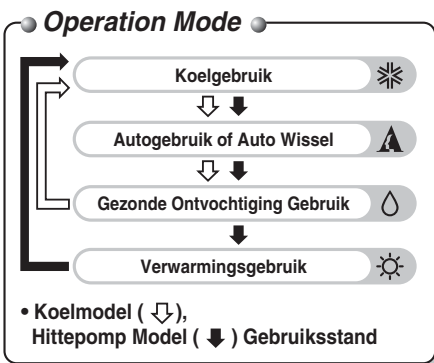 Operation Mode
Koelgebruik
Autogebruik of Auto Wissel
Gezonde Ontvochtiging Gebruik
Verwarmingsgebruik
• Koelmodel ( ⇩ ),
Hittepomp Model ( 🡇 ) Gebruiksstand